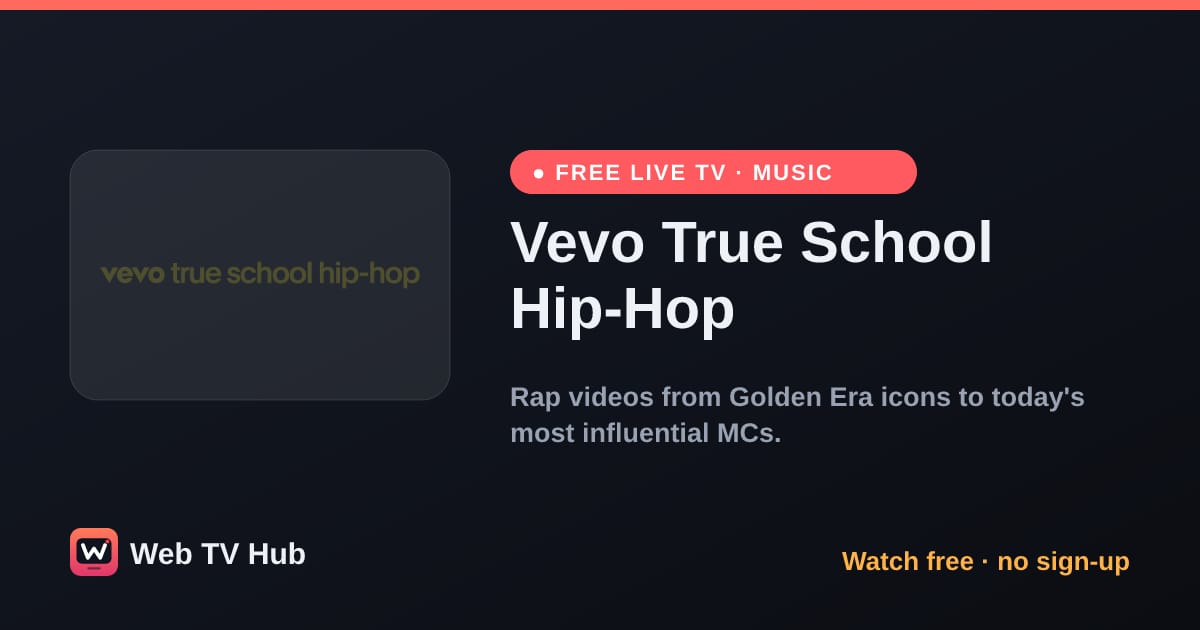 vevo true school hip-hop
● FREE LIVE TV · MUSIC
Vevo True School
Hip-Hop
Rap videos from Golden Era icons to today's
most influential MCs.
W
Web TV Hub
Watch free · no sign-up